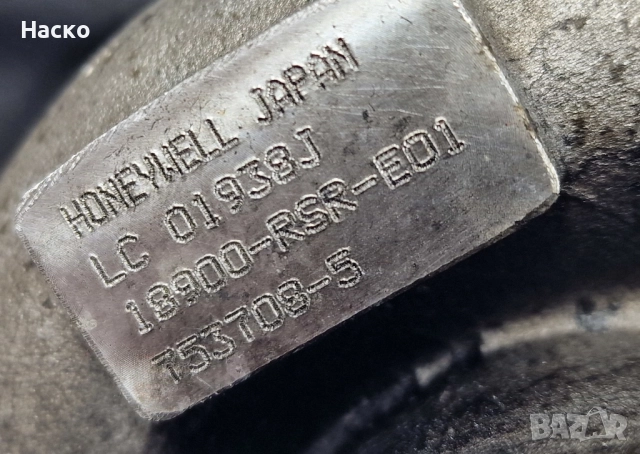 Наско
HONEYWELL JAPAN
LC 01938J
18900-RSR-E01
753708-5
BAZAR